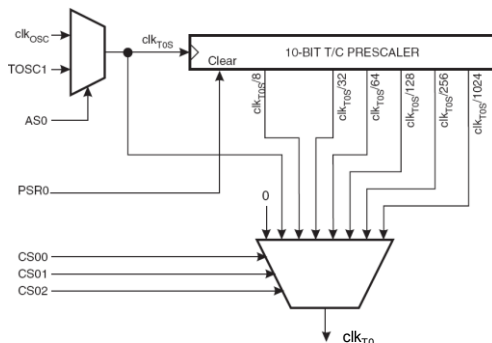 clkOSC
TOSC1
AS0
PSR0
CS00
CS01
CS02
clkT0S
10-BIT T/C PRESCALER
Clear
clkT0S/8
clkT0S/32
clkT0S/64
clkT0S/128
clkT0S/256
clkT0S/1024
0
clkT0